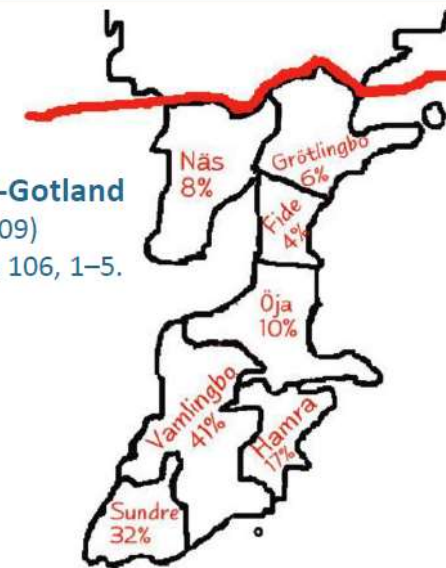 -Gotland
09)
106, 1–5.
Näs
8%
Grötlingbo
6%
Fide
4%
Öja
10%
Vamlingbo
41%
Hamra
17%
Sundre
32%